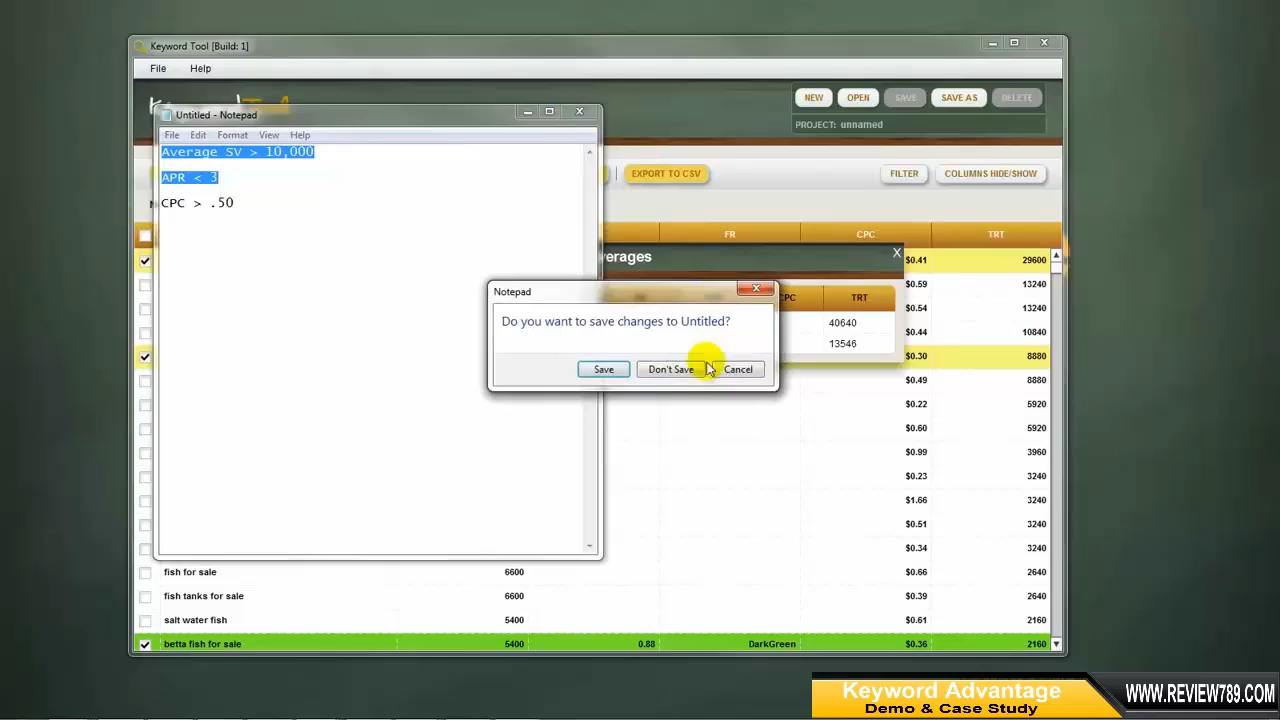 Keyword Tool [Build: 1]
File Help
NEW OPEN SAVE SAVE AS DELETE
PROJECT: unnamed
Untitled - Notepad
File Edit Format View Help
Average SV > 10,000
APR < 3
CPC > .50
EXPORT TO CSV FILTER COLUMNS HIDE/SHOW
FR CPC TRT
verages X
TRT
40640
13546
Notepad
Do you want to save changes to Untitled?
Save Don't Save Cancel
$0.41 29600
$0.59 13240
$0.54 13240
$0.44 10840
$0.30 8880
$0.49 8880
$0.22 5920
$0.60 5920
$0.99 3960
$0.23 3240
$1.66 3240
$0.51 3240
$0.34 3240
fish for sale 6600 $0.66 2640
fish tanks for sale 6600 $0.39 2640
salt water fish 5400 $0.61 2160
betta fish for sale 5400 0.88 DarkGreen $0.36 2160
Keyword Advantage
Demo & Case Study
WWW.REVIEW789.COM